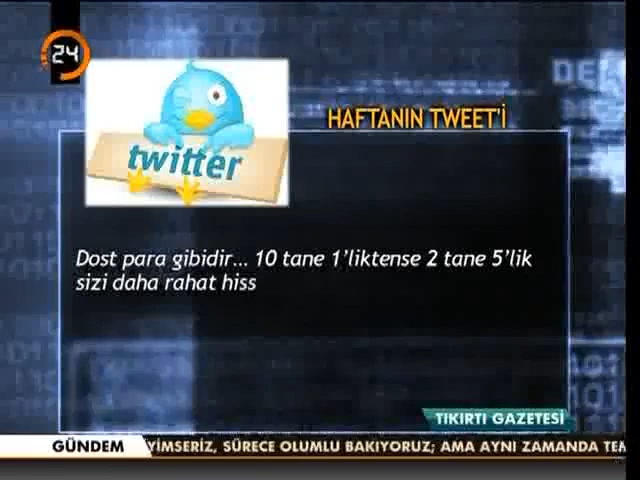 24
twitter
HAFTANIN TWEET'İ
Dost para gibidir... 10 tane 1'liktense 2 tane 5'lik
sizi daha rahat hiss
TIKIRTI GAZETESİ
GÜNDEM
YİMSERİZ, SÜRECE OLUMLU BAKIYORUZ; AMA AYNI ZAMANDA TEM